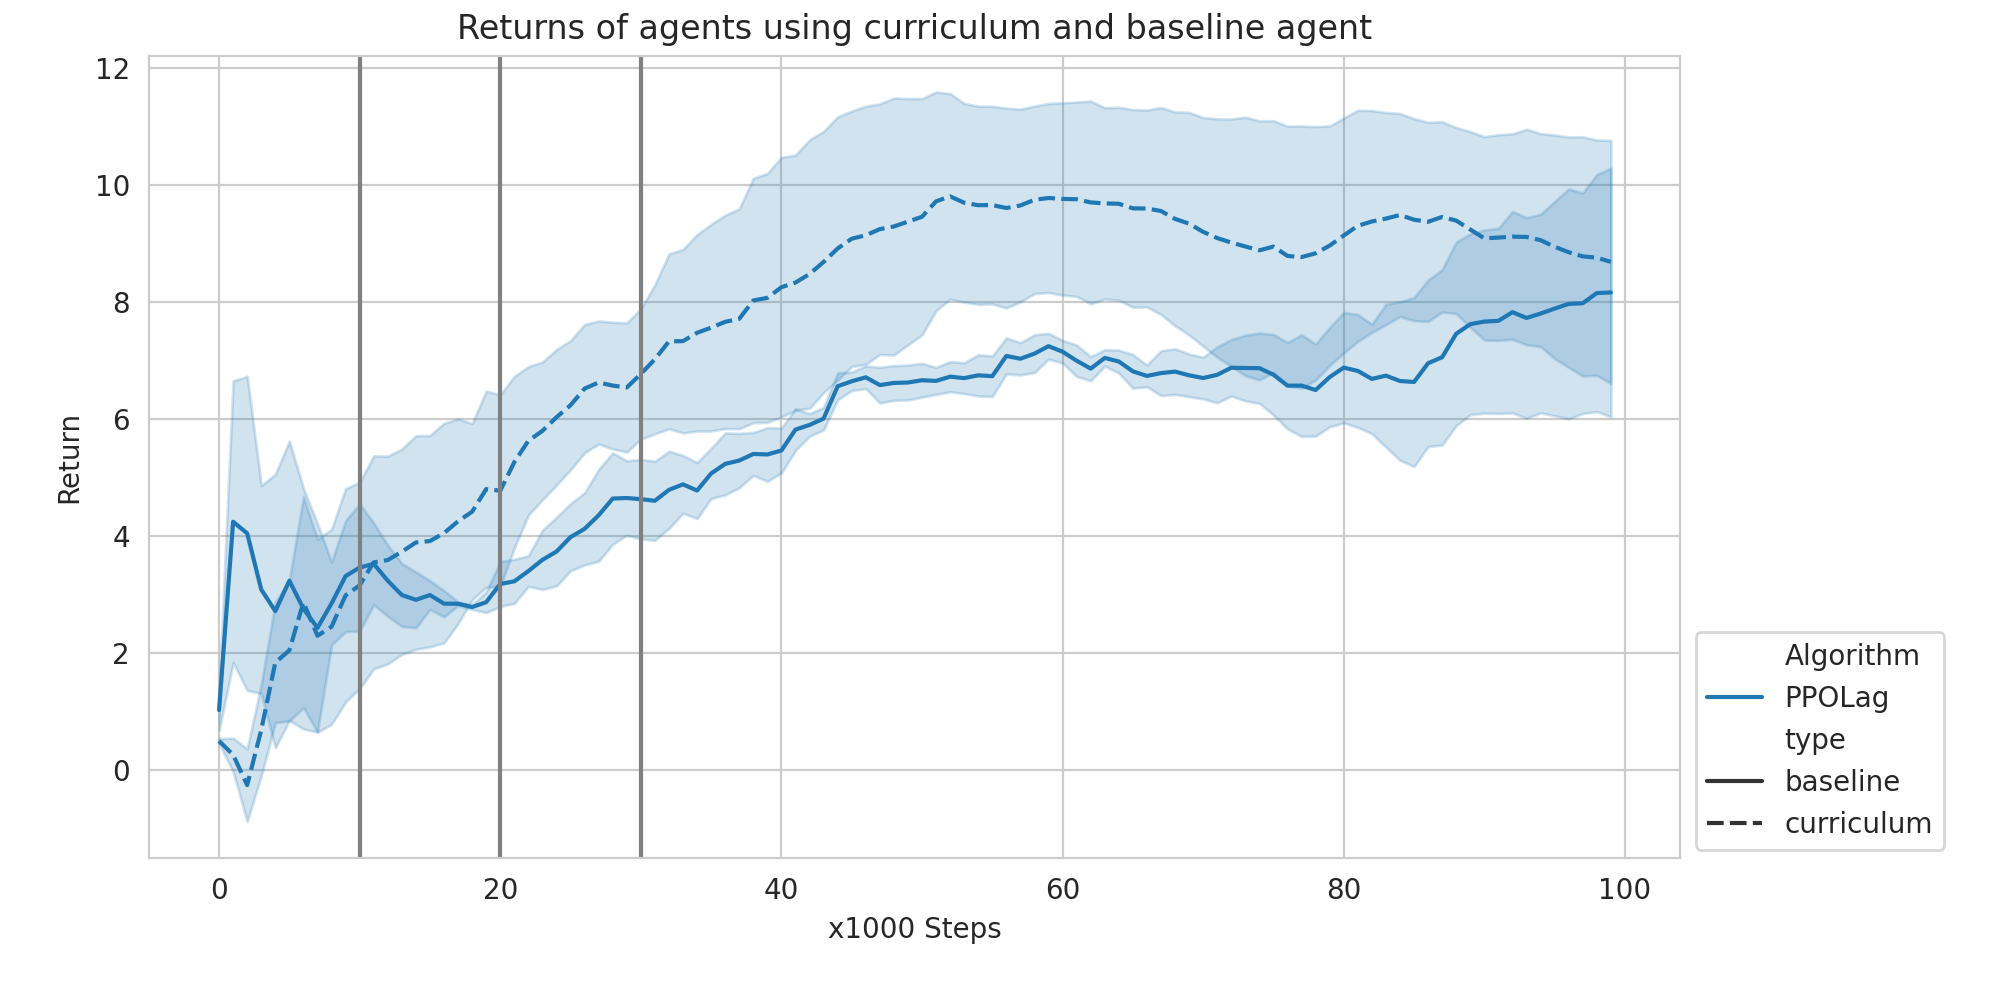 Returns of agents using curriculum and baseline agent
12
10
8
6
4
2
0
Return
0 20 40 60 80 100
x1000 Steps
Algorithm
PPOLag
type
baseline
curriculum